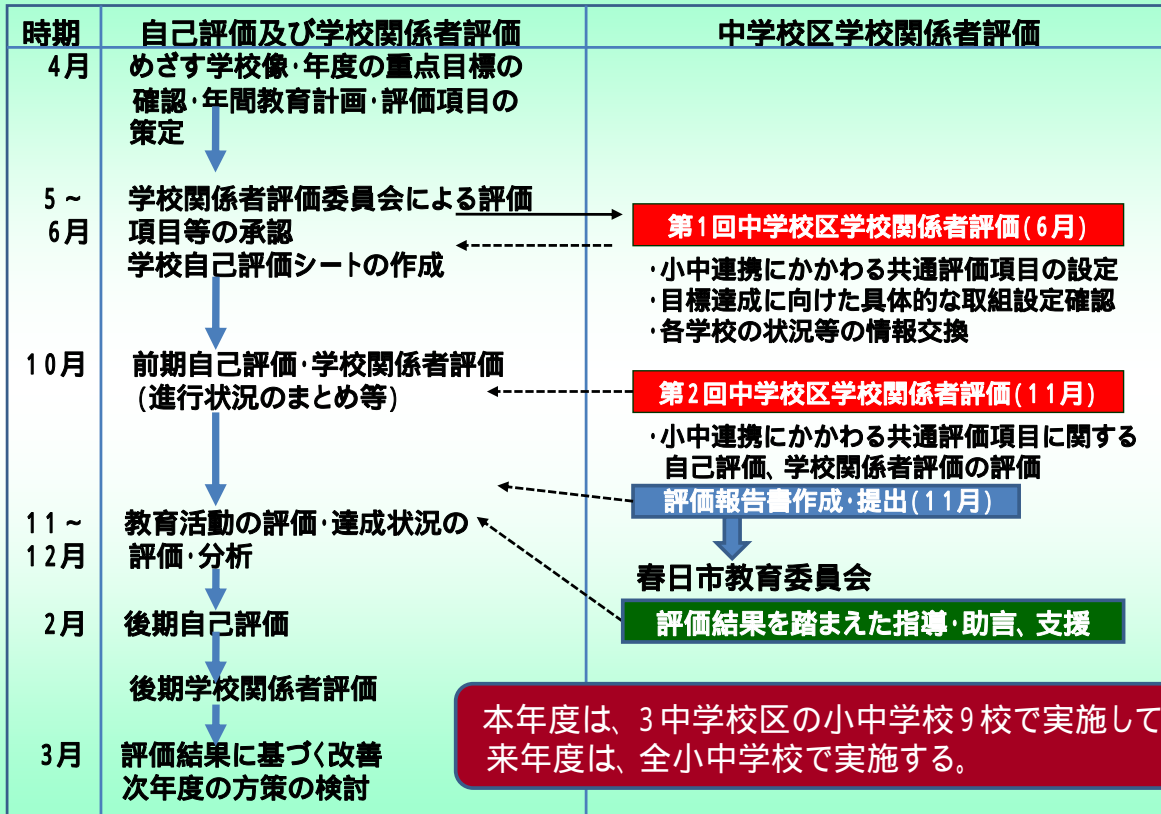 時期
自己評価及び学校関係者評価
中学校区学校関係者評価
4月
めざす学校像・年度の重点目標の
確認・年間教育計画・評価項目の
策定
5~
6月
学校関係者評価委員会による評価
項目等の承認
学校自己評価シートの作成
第1回中学校区学校関係者評価(6月)
・小中連携にかかわる共通評価項目の設定
・目標達成に向けた具体的な取組設定確認
・各学校の状況等の情報交換
10月
前期自己評価・学校関係者評価
(進行状況のまとめ等)
第2回中学校区学校関係者評価(11月)
・小中連携にかかわる共通評価項目に関する
自己評価、学校関係者評価の評価
評価報告書作成・提出(11月)
11~
12月
教育活動の評価・達成状況の
評価・分析
春日市教育委員会
2月
後期自己評価
評価結果を踏まえた指導・助言、支援
後期学校関係者評価
3月
評価結果に基づく改善
次年度の方策の検討
本年度は、3中学校区の小中学校9校で実施して
来年度は、全小中学校で実施する。